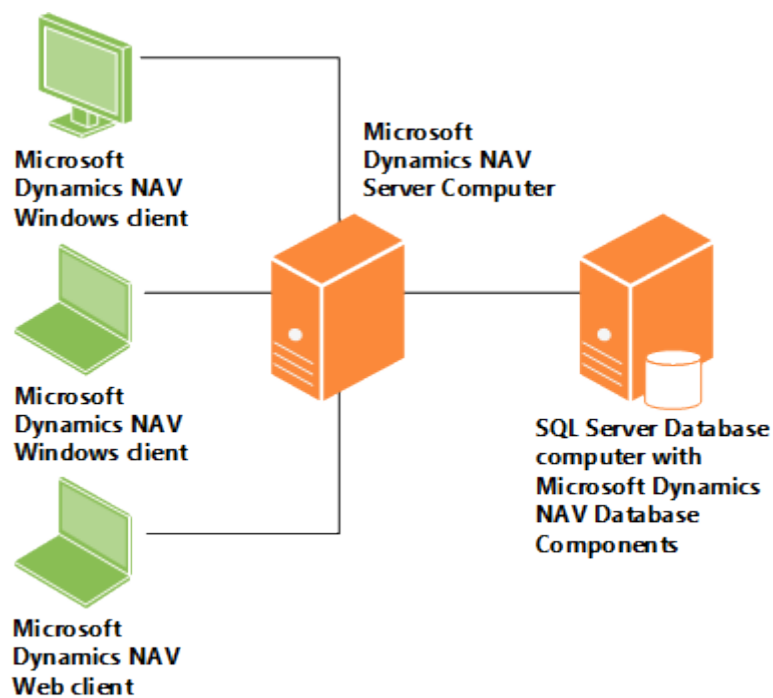 Microsoft
Dynamics NAV
Windows client
Microsoft
Dynamics NAV
Server Computer
Microsoft
Dynamics NAV
Windows client
SQL Server Database
computer with
Microsoft Dynamics
NAV Database
Components
Microsoft
Dynamics NAV
Web client